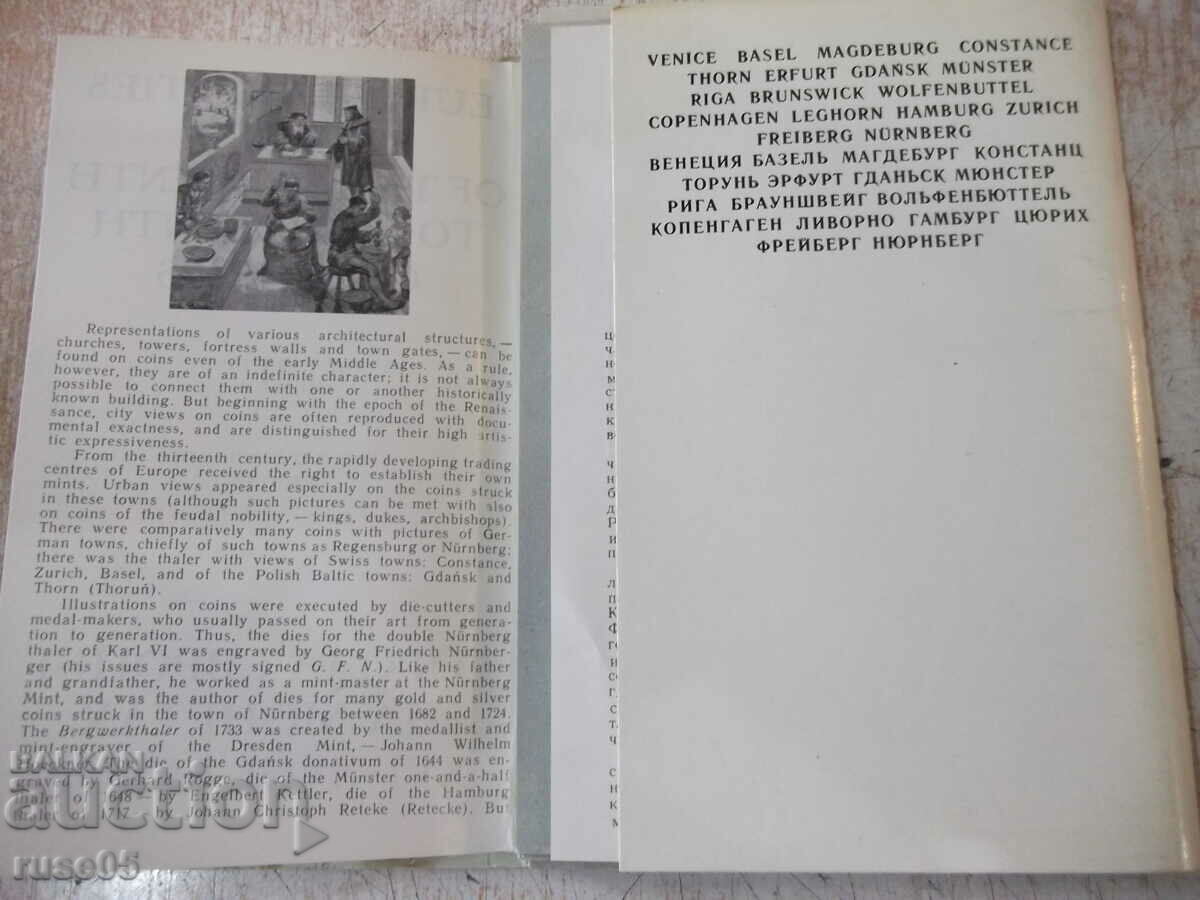 Representations of various architectural structures, —
churches, towers, fortress walls and town gates, — can be
found on coins even of the early Middle Ages. As a rule,
however, they are of an indefinite character; it is not always
possible to connect them with one or another historically
known building. But beginning with the epoch of the Renais-
sance, city views on coins are often reproduced with docu-
mental exactness, and are distinguished for their high artis-
tic expressiveness.
From the thirteenth century, the rapidly developing trading
centres of Europe received the right to establish their own
mints. Urban views appeared especially on the coins struck
in these towns (although such pictures can be met with also
on coins of the feudal nobility, — kings, dukes, archbishops).
There were comparatively many coins with pictures of Ger-
man towns, chiefly of such towns as Regensburg or Nürnberg;
there was the thaler with views of Swiss towns: Constance,
Zurich, Basel, and of the Polish Baltic towns: Gdańsk and
Thorn (Thoruń).
Illustrations on coins were executed by die-cutters and
medal-makers, who usually passed on their art from genera-
tion to generation. Thus, the dies for the double Nürnberg
thaler of Karl VI was engraved by Georg Friedrich Nürnber-
ger (his issues are mostly signed G. F. N.). Like his father
and grandfather, he worked as a mint-master at the Nürnberg
Mint, and was the author of dies for many gold and silver
coins struck in the town of Nürnberg between 1682 and 1724.
The Bergwerkthaler of 1733 was created by the medallist and
mint-engraver of the Dresden Mint, — Johann Wilhelm
The die of the Gdańsk donativum of 1644 was en-
graved by Gerhard Rogge, die of the Münster one-and-a-half
thaler of 1648 by Engelbert Kettler, die of the Hamburg
thaler of 1717 by Johann Christoph Reteke (Retecke). But
VENICE BASEL MAGDEBURG CONSTANCE
THORN ERFURT GDAŃSK MÜNSTER
RIGA BRUNSWICK WOLFENBUTTEL
COPENHAGEN LEGHORN HAMBURG ZURICH
FREIBERG NÜRNBERG
ВЕНЕЦИЯ БАЗЕЛЬ МАГДЕБУРГ КОНСТАНЦ
ТОРУНЬ ЭРФУРТ ГДАНЬСК МЮНСТЕР
РИГА БРАУНШВЕЙГ ВОЛЬФЕНБЮТТЕЛЬ
КОПЕНГАГЕН ЛИВОРНО ГАМБУРГ ЦЮРИХ
ФРЕЙБЕРГ НЮРНБЕРГ
BALKAN
auction
ruse05